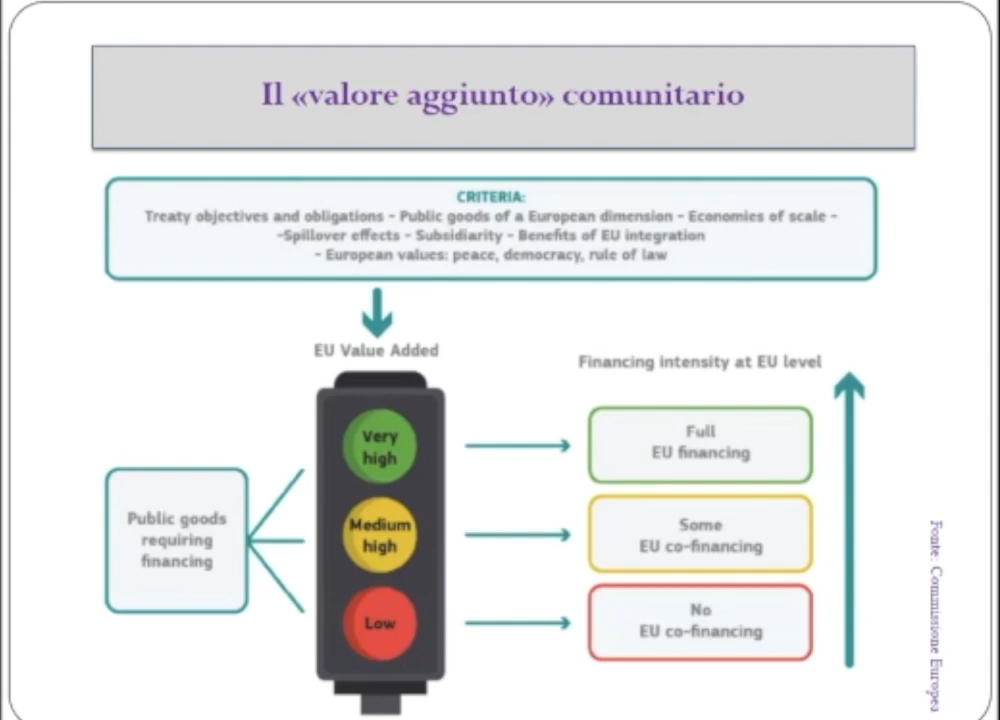 Il «valore aggiunto» comunitario
CRITERIA:
Treaty objectives and obligations - Public goods of a European dimension - Economies of scale -
-Spillover effects - Subsidiarity - Benefits of EU integration
- European values: peace, democracy, rule of law
EU Value Added
Financing intensity at EU level
Public goods
requiring
financing
Very
high
Medium
high
Low
Full
EU financing
Some
EU co-financing
No
EU co-financing
Fonte: Commissione Europea